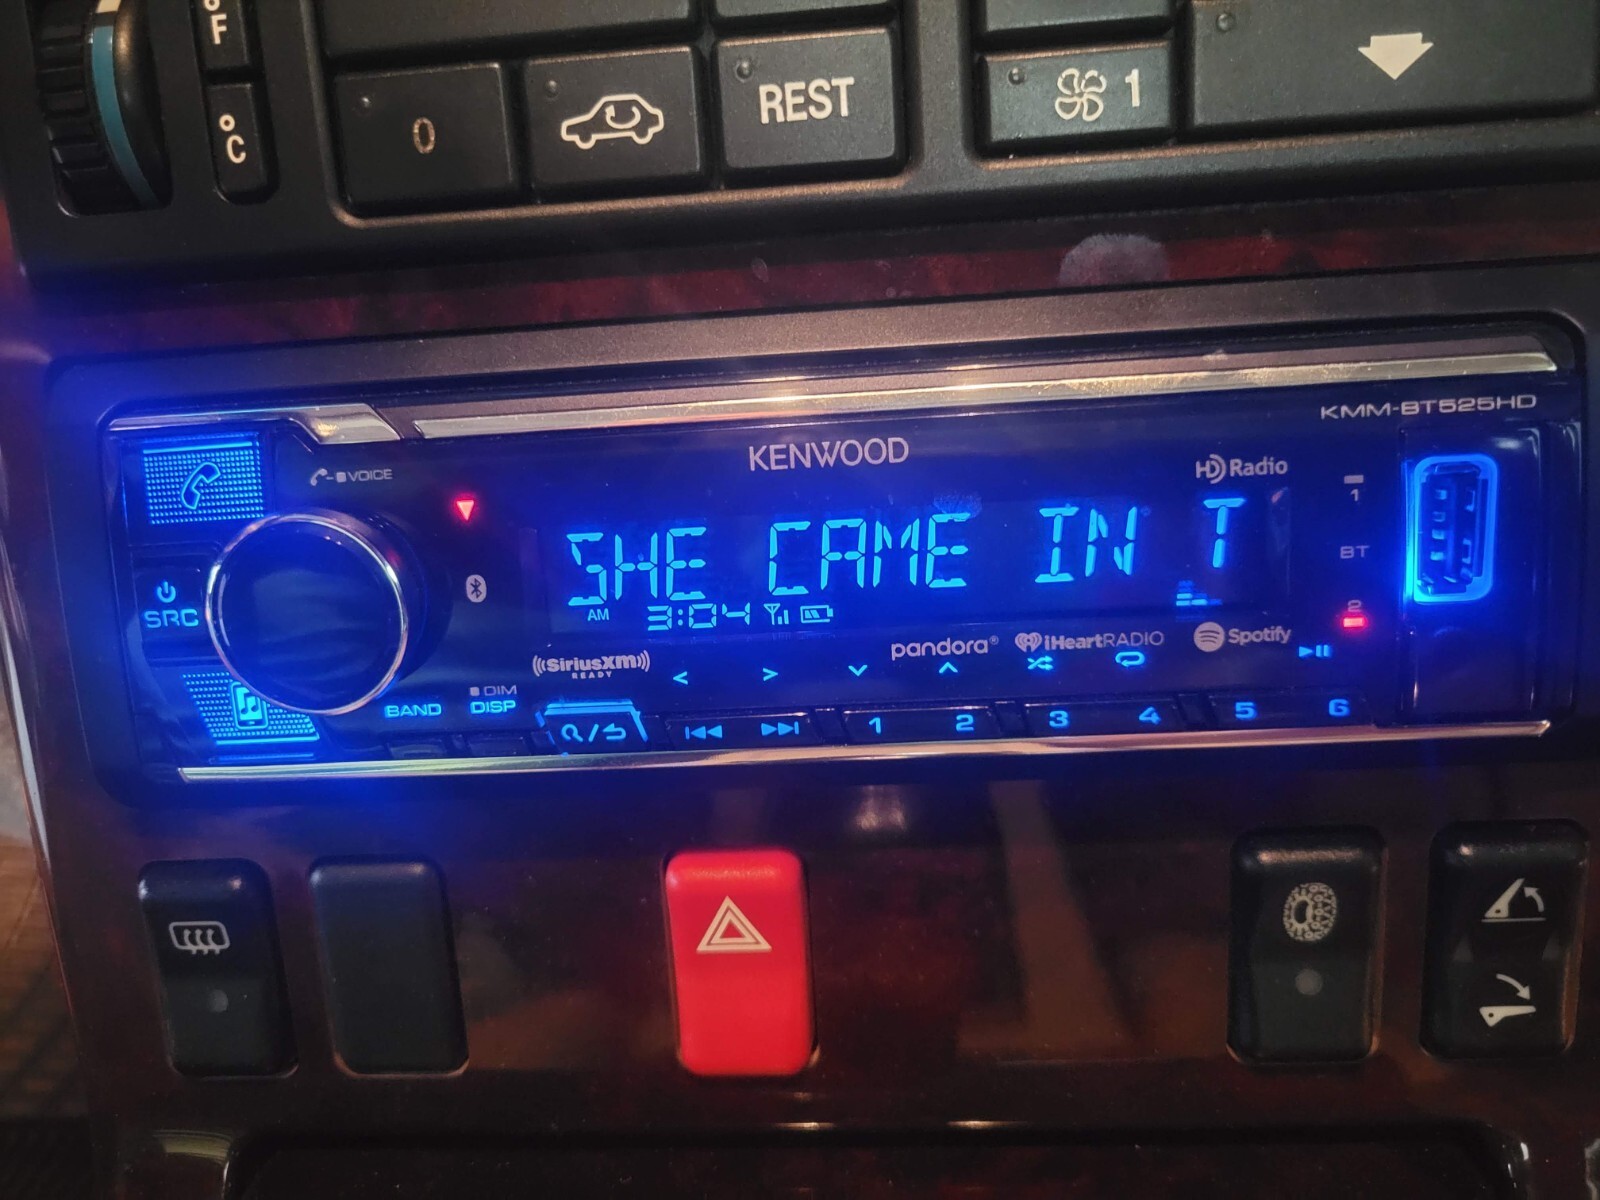 °F
°C
0
REST
1
KMM-BT525HD
KENWOOD
VOICE
HD Radio
1
SHE CAME IN T
BT
SRC
AM 3:04
2
pandora®
iHeartRADIO
Spotify
((SiriusXM))
READY
< > ∨ ∧
DIM
BAND
DISP
1 2 3 4 5 6